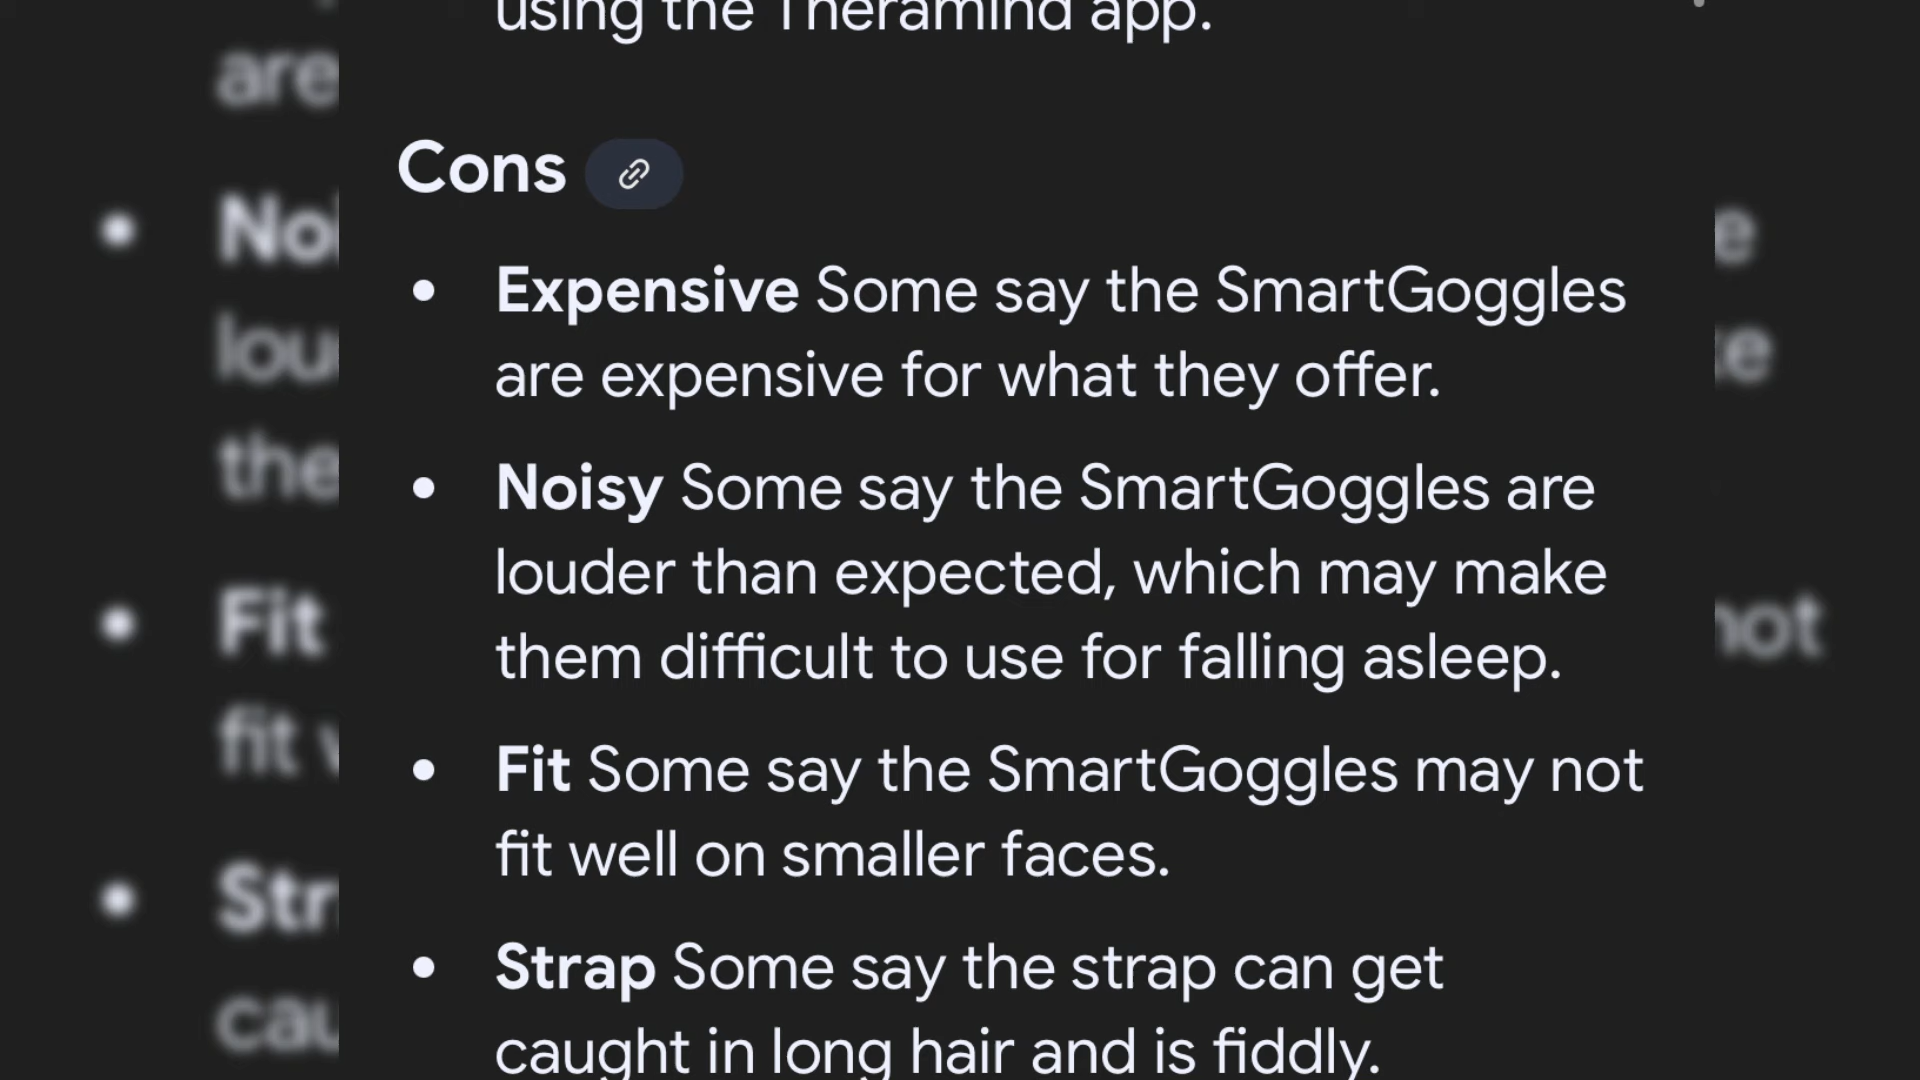 using the Theramind app.
Cons
Expensive Some say the SmartGoggles
are expensive for what they offer.
Noisy Some say the SmartGoggles are
louder than expected, which may make
them difficult to use for falling asleep.
Fit Some say the SmartGoggles may not
fit well on smaller faces.
Strap Some say the strap can get
caught in long hair and is fiddly.